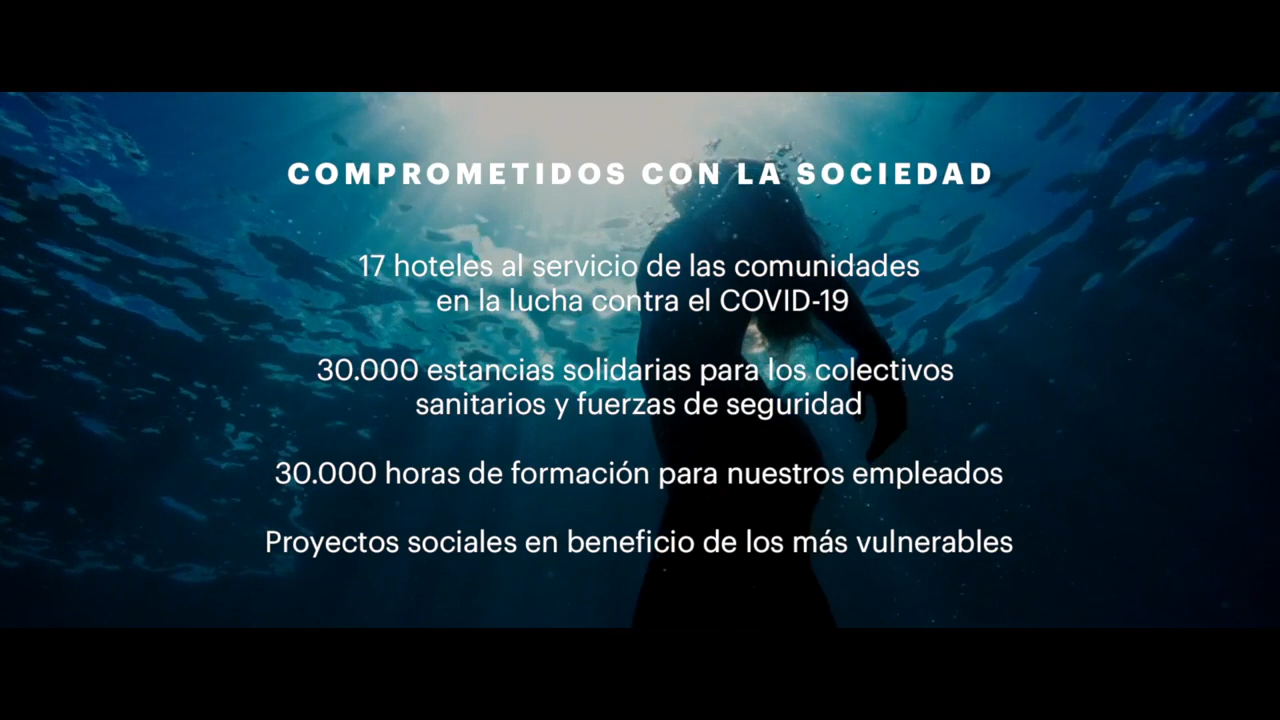 COMPROMETIDOS CON LA SOCIEDAD
17 hoteles al servicio de las comunidades
en la lucha contra el COVID-19
30.000 estancias solidarias para los colectivos
sanitarios y fuerzas de seguridad
30.000 horas de formación para nuestros empleados
Proyectos sociales en beneficio de los más vulnerables